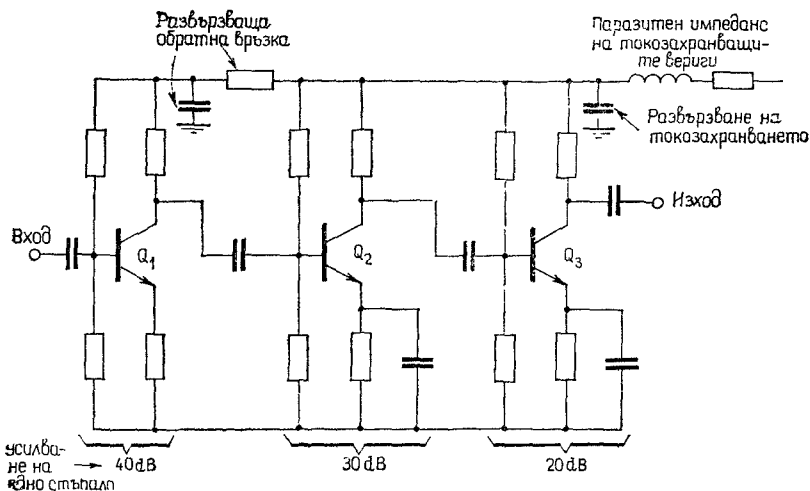 Развързваща
обратна връзка
Паразитен импеданс
на токозахранващи-
те вериги
Развързване на
токозахранването
Изход
Вход
Q1
Q2
Q3
усилва-
не на
едно стъпало
40dB
30dB
20dB